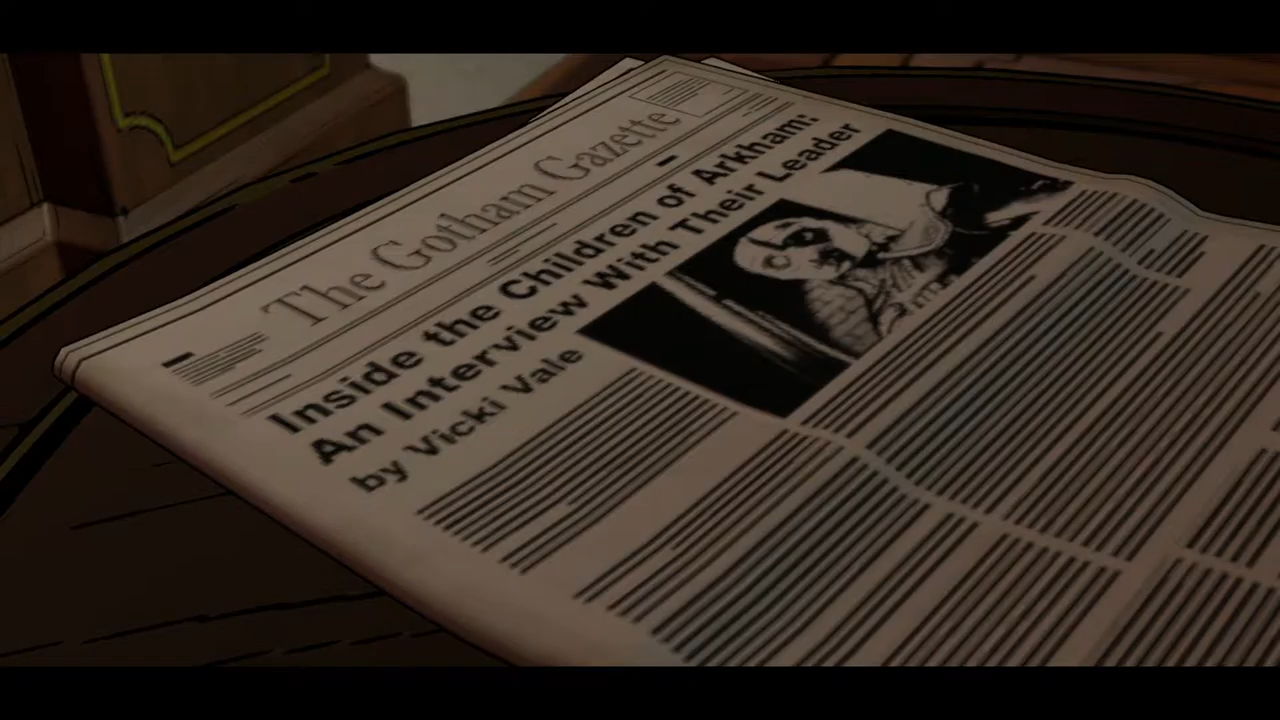 The Gotham Gazette
Inside the Children of Arkham:
An Interview With Their Leader
by Vicki Vale